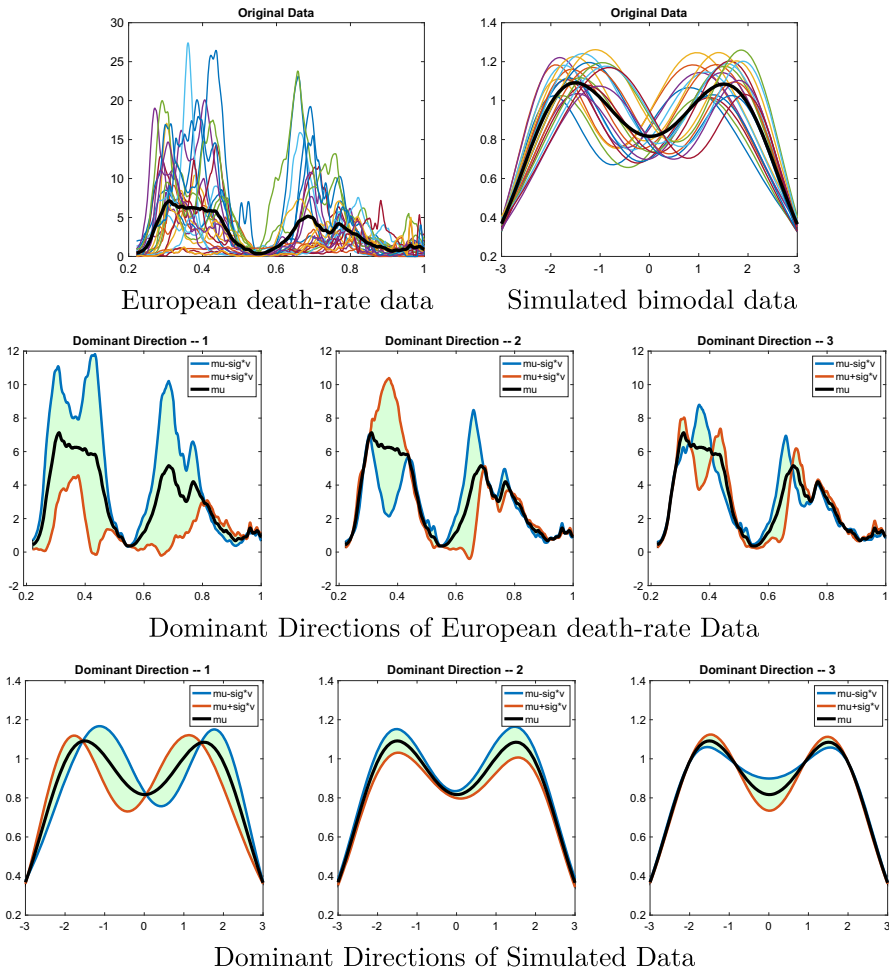 Original Data
30
25
20
15
10
5
0
0.2 0.4 0.6 0.8 1
European death-rate data
Original Data
1.4
1.2
1
0.8
0.6
0.4
0.2
-3 -2 -1 0 1 2 3
Simulated bimodal data
Dominant Direction -- 1
12
10
8
6
4
2
0
-2
0.2 0.4 0.6 0.8 1
mu-sig*v
mu+sig*v
mu
Dominant Direction -- 2
12
10
8
6
4
2
0
-2
0.2 0.4 0.6 0.8 1
mu-sig*v
mu+sig*v
mu
Dominant Direction -- 3
12
10
8
6
4
2
0
-2
0.2 0.4 0.6 0.8 1
mu-sig*v
mu+sig*v
mu
Dominant Directions of European death-rate Data
Dominant Direction -- 1
1.4
1.2
1
0.8
0.6
0.4
0.2
-3 -2 -1 0 1 2 3
mu-sig*v
mu+sig*v
mu
Dominant Direction -- 2
1.4
1.2
1
0.8
0.6
0.4
0.2
-3 -2 -1 0 1 2 3
mu-sig*v
mu+sig*v
mu
Dominant Direction -- 3
1.4
1.2
1
0.8
0.6
0.4
0.2
-3 -2 -1 0 1 2 3
mu-sig*v
mu+sig*v
mu
Dominant Directions of Simulated Data